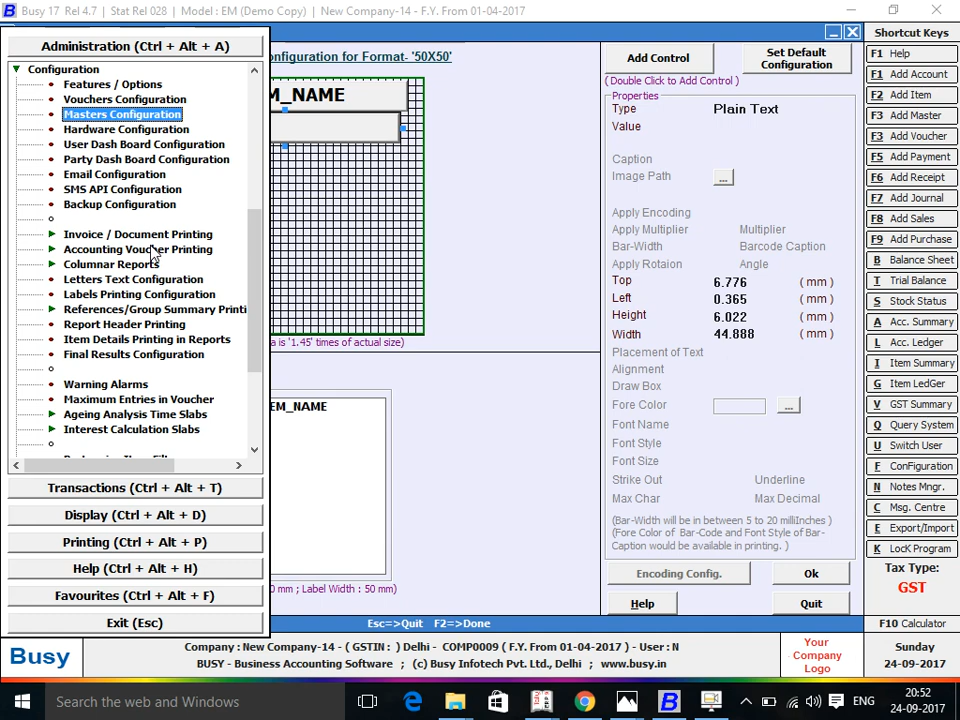 Busy 17 Rel 4.7 | Stat Rel 028 | Model : EM (Demo Copy) | New Company-14 - F.Y. From 01-04-2017
Administration (Ctrl + Alt + A)
Configuration
Features / Options
Vouchers Configuration
Masters Configuration
Hardware Configuration
User Dash Board Configuration
Party Dash Board Configuration
Email Configuration
SMS API Configuration
Backup Configuration
Invoice / Document Printing
Accounting Voucher Printing
Columnar Reports
Letters Text Configuration
Labels Printing Configuration
References/Group Summary Printi
Report Header Printing
Item Details Printing in Reports
Final Results Configuration
Warning Alarms
Maximum Entries in Voucher
Ageing Analysis Time Slabs
Interest Calculation Slabs
Transactions (Ctrl + Alt + T)
Display (Ctrl + Alt + D)
Printing (Ctrl + Alt + P)
Help (Ctrl + Alt + H)
Favourites (Ctrl + Alt + F)
Exit (Esc)
onfiguration for Format- '50X50'
M_NAME
a is '1.45' times of actual size)
EM_NAME
0 mm ; Label Width : 50 mm)
Add Control
Set Default Configuration
( Double Click to Add Control )
Properties
Type Plain Text
Value
Caption
Image Path ...
Apply Encoding
Apply Multiplier Multiplier
Bar-Width Barcode Caption
Apply Rotaion Angle
Top 6.776 ( mm )
Left 0.365 ( mm )
Height 6.022 ( mm )
Width 44.888 ( mm )
Placement of Text
Alignment
Draw Box
Fore Color ...
Font Name
Font Style
Font Size
Strike Out Underline
Max Char Max Decimal
(Bar-Width will be in between 5 to 20 milliInches )
(Fore Color of Bar-Code and Font Style of Bar-
Caption would be available in printing. )
Encoding Config. Ok
Help Quit
Esc=>Quit F2=>Done
Shortcut Keys
F1 Help
F1 Add Account
F2 Add Item
F3 Add Master
F3 Add Voucher
F5 Add Payment
F6 Add Receipt
F7 Add Journal
F8 Add Sales
F9 Add Purchase
B Balance Sheet
T Trial Balance
S Stock Status
A Acc. Summary
L Acc. Ledger
I Item Summary
G Item LedGer
V GST Summary
Q Query System
U Switch User
F ConFiguration
N Notes Mngr.
C Msg. Centre
E Export/Import
K LocK Program
Tax Type:
GST
F10 Calculator
Busy
Company : New Company-14 - ( GSTIN : ) Delhi - COMP0009 ( F.Y. From 01-04-2017 ) - User : N
BUSY - Business Accounting Software ; (c) Busy Infotech Pvt. Ltd., Delhi ; www.busy.in
Your
Company
Logo
Sunday
24-09-2017
Search the web and Windows
ENG
20:52
24-09-2017